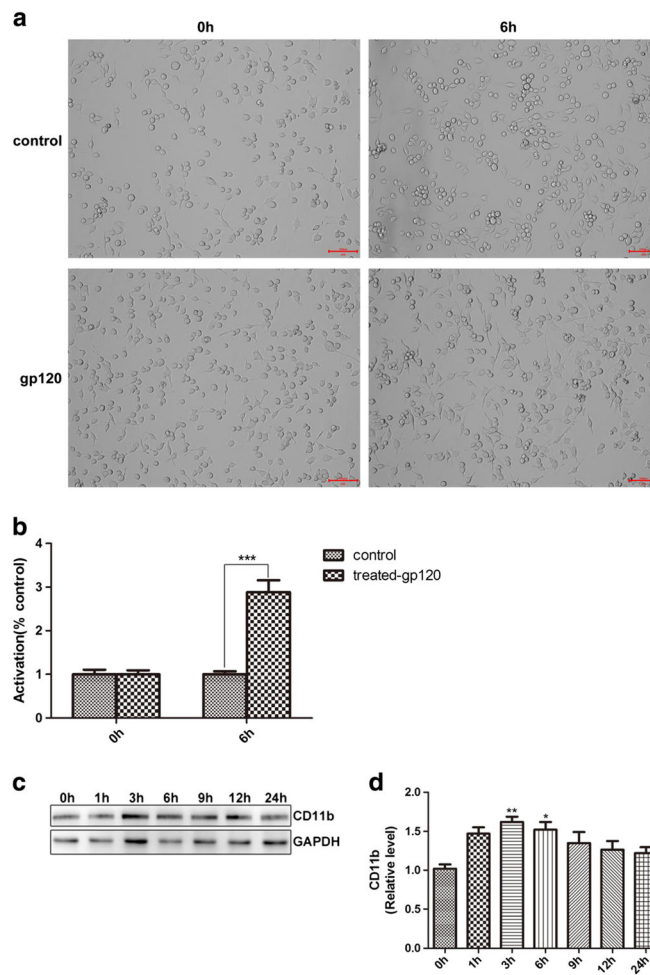 a
0h 6h
control
gp120
b
Activation(% control)
4
3
2
1
0
***
0h 6h
control
treated-gp120
c
0h 1h 3h 6h 9h 12h 24h
CD11b
GAPDH
d
CD11b
(Relative level)
2.0
1.5
1.0
0.5
0.0
** *
0h 1h 3h 6h 9h 12h 24h